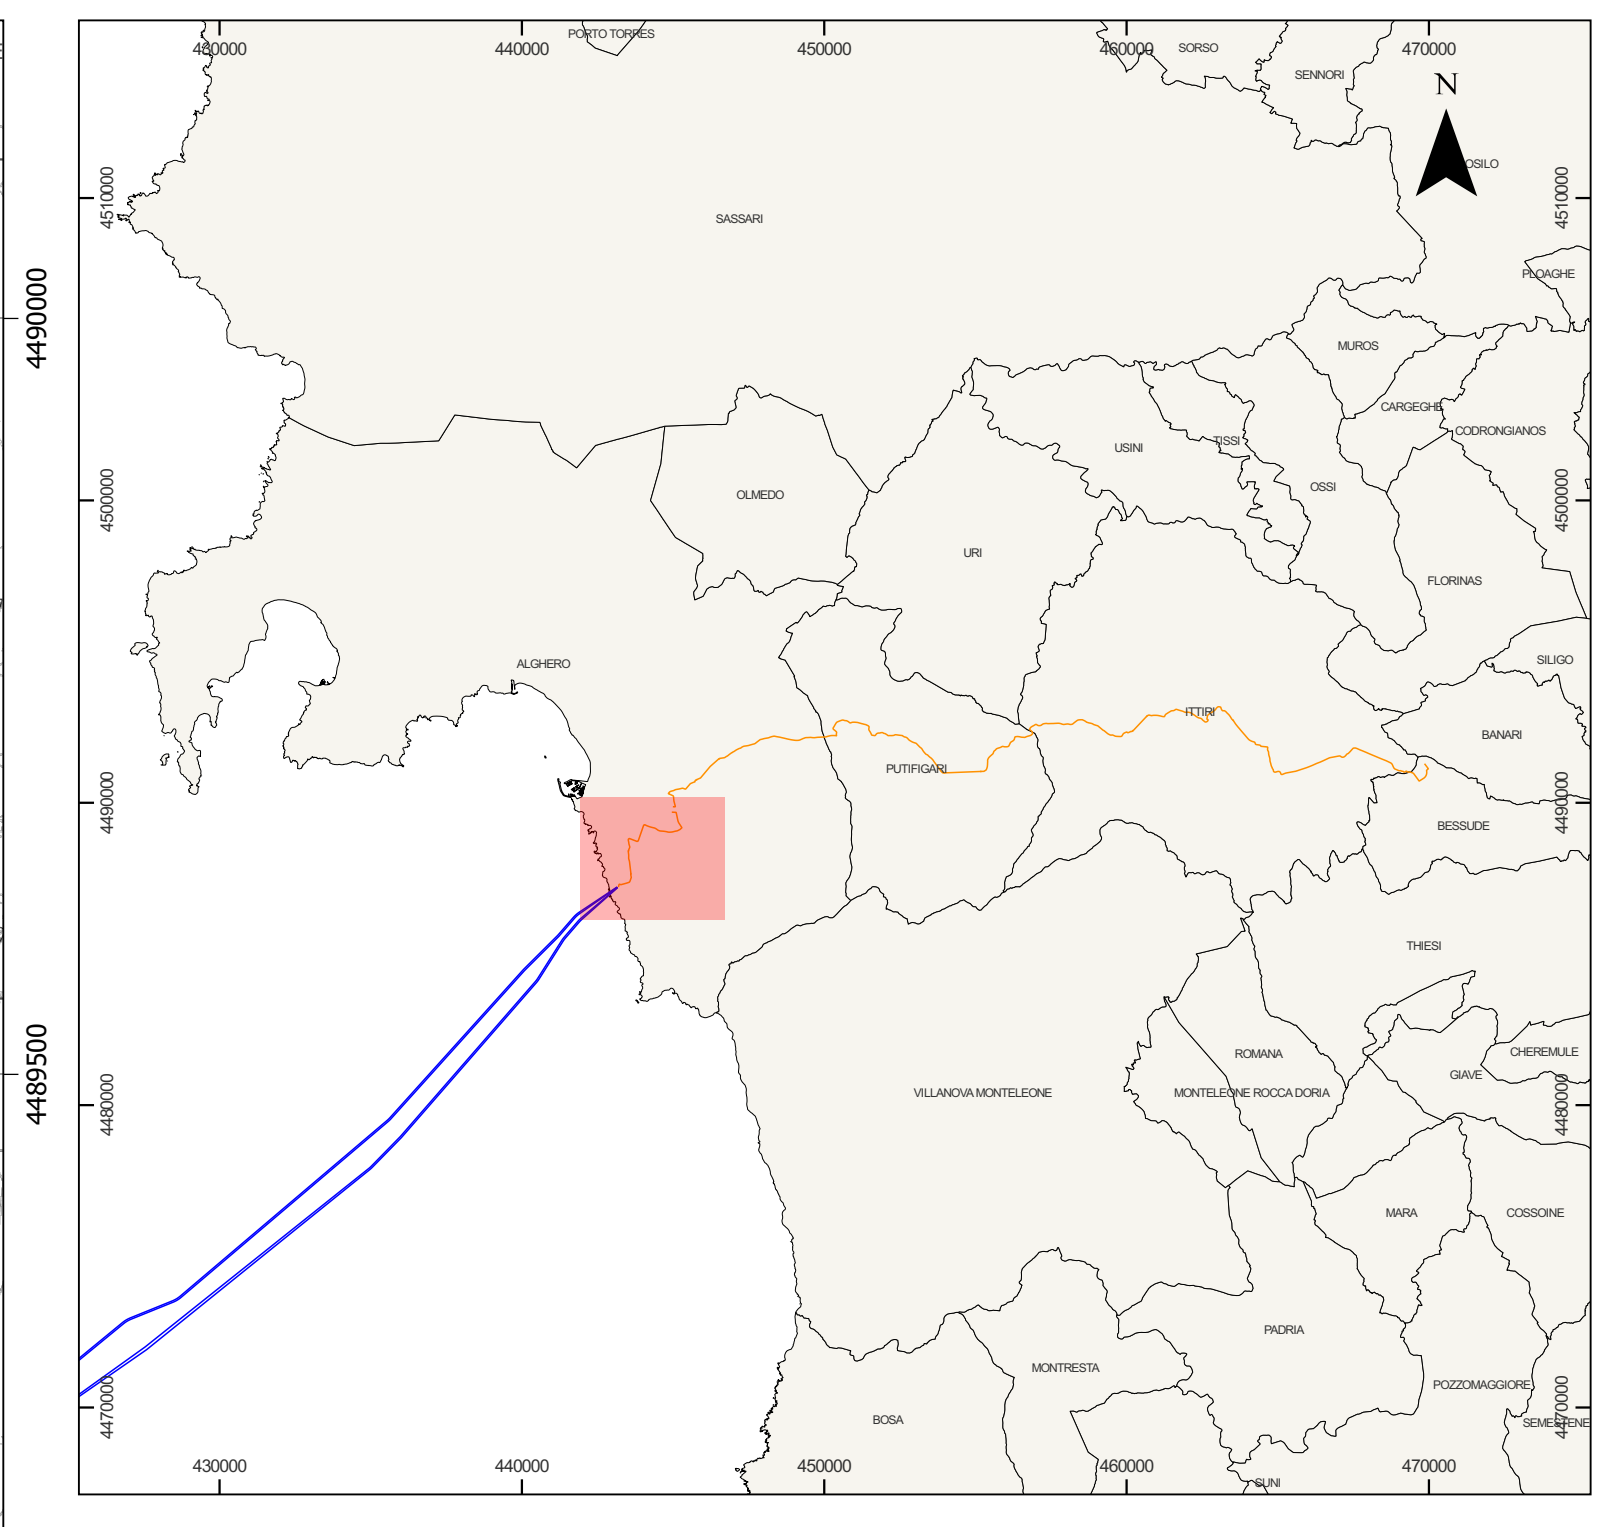 PORTO TORRES
430000
440000
450000
460000
470000
SORSO
SENNORI
N
OSILO
4510000
4510000
SASSARI
PLOAGHE
4490000
MUROS
CARGEGHE
CODRONGIANOS
TISSI
USINI
OSSI
OLMEDO
4500000
4500000
URI
FLORINAS
SILIGO
ALGHERO
ITTIRI
BANARI
PUTIFIGARI
4490000
4490000
BESSUDE
THIESI
CHEREMULE
ROMANA
GIAVE
489500
VILLANOVA MONTELEONE
MONTELEONE ROCCA DORIA
4480000
4480000
MARA
COSSOINE
PADRIA
MONTRESTA
POZZOMAGGIORE
4470000
4470000
BOSA
SEMESTENE
430000
440000
450000
460000
470000
SUNI